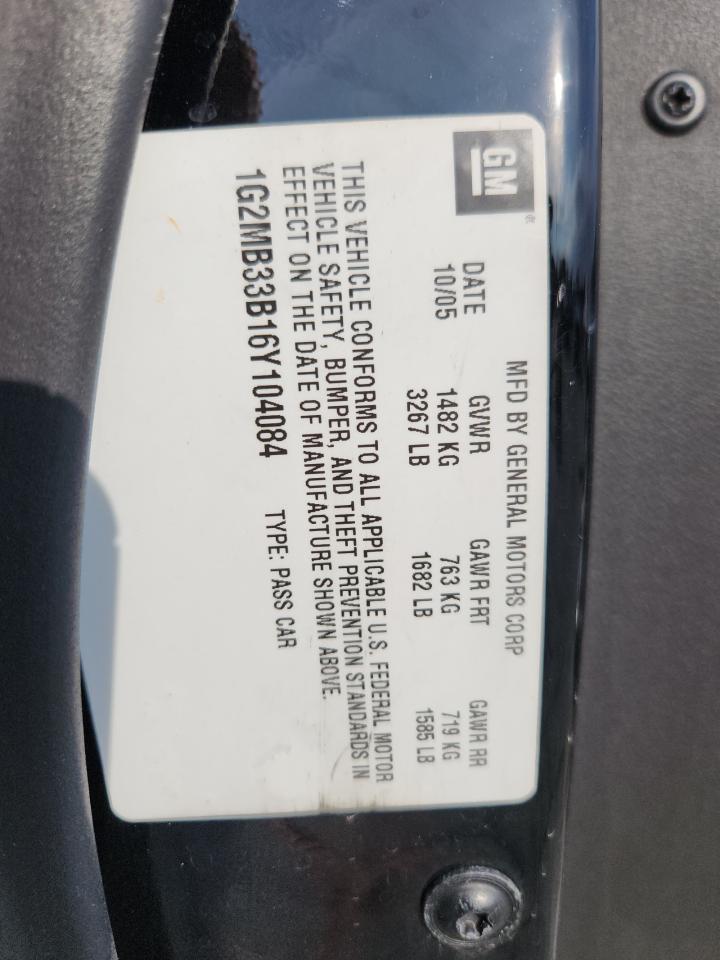 GM
MFD BY GENERAL MOTORS CORP
DATE GVWR GAWR FRT GAWR RR
10/05 1482 KG 763 KG 719 KG
3267 LB 1682 LB 1585 LB
THIS VEHICLE CONFORMS TO ALL APPLICABLE U.S. FEDERAL MOTOR
VEHICLE SAFETY, BUMPER, AND THEFT PREVENTION STANDARDS IN
EFFECT ON THE DATE OF MANUFACTURE SHOWN ABOVE.
1G2MB33B16Y104084 TYPE: PASS CAR